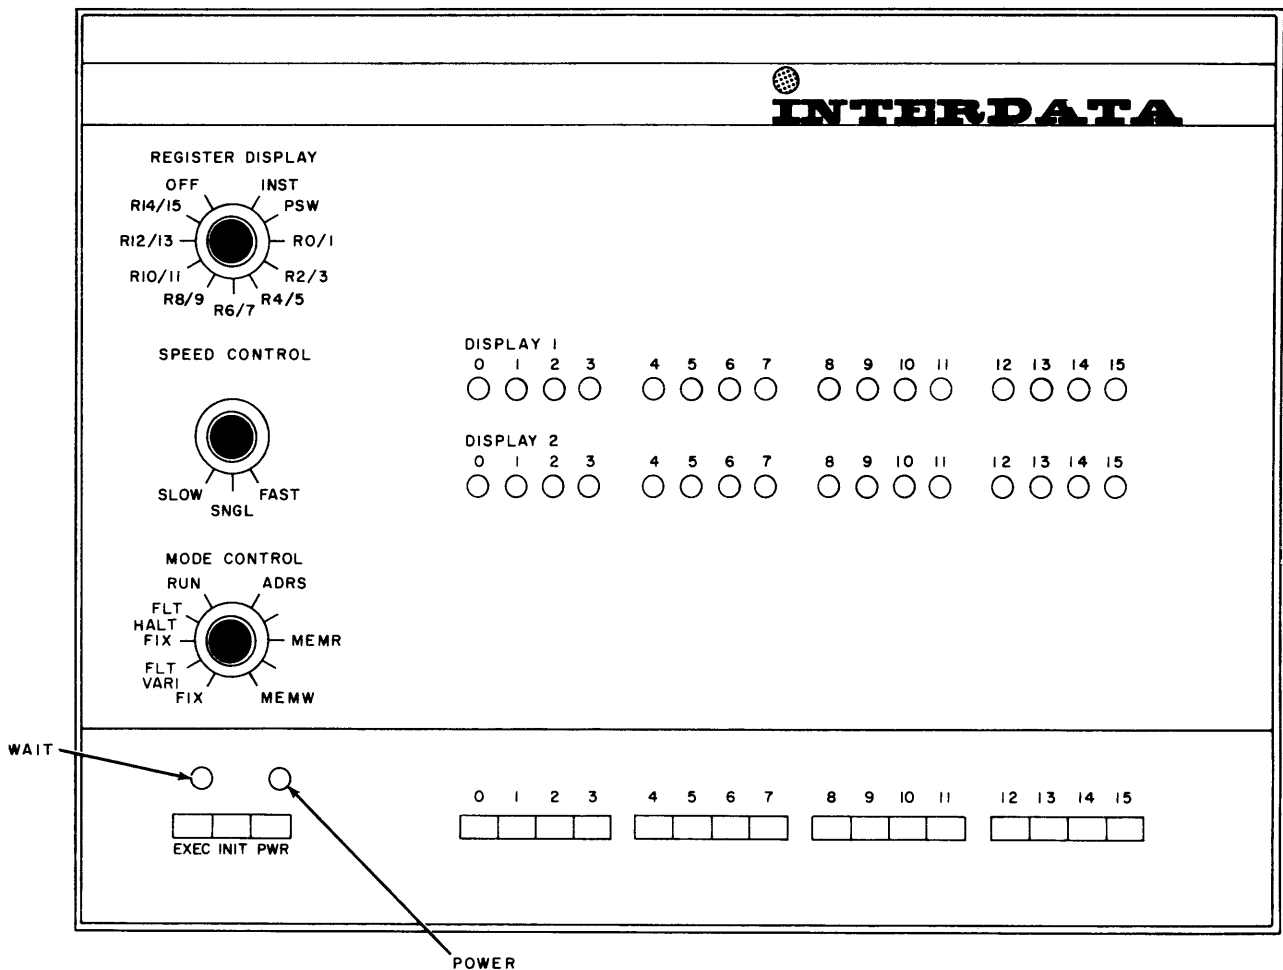 INTERDATA
REGISTER DISPLAY
OFF INST
R14/15 PSW
R12/13 R0/1
R10/11 R2/3
R8/9 R4/5
R6/7
SPEED CONTROL
SLOW FAST
SNGL
DISPLAY 1
0 1 2 3 4 5 6 7 8 9 10 11 12 13 14 15
DISPLAY 2
0 1 2 3 4 5 6 7 8 9 10 11 12 13 14 15
MODE CONTROL
RUN ADRS
FLT
HALT
FIX MEMR
FLT
VARI
FIX MEMW
WAIT
0 1 2 3 4 5 6 7 8 9 10 11 12 13 14 15
EXEC INIT PWR
POWER